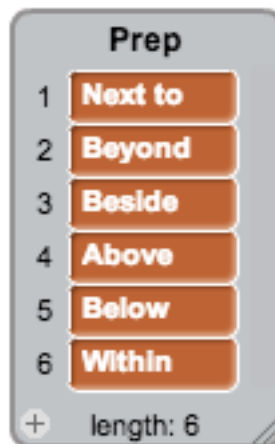 Prep
1 Next to
2 Beyond
3 Beside
4 Above
5 Below
6 Within
+ length: 6